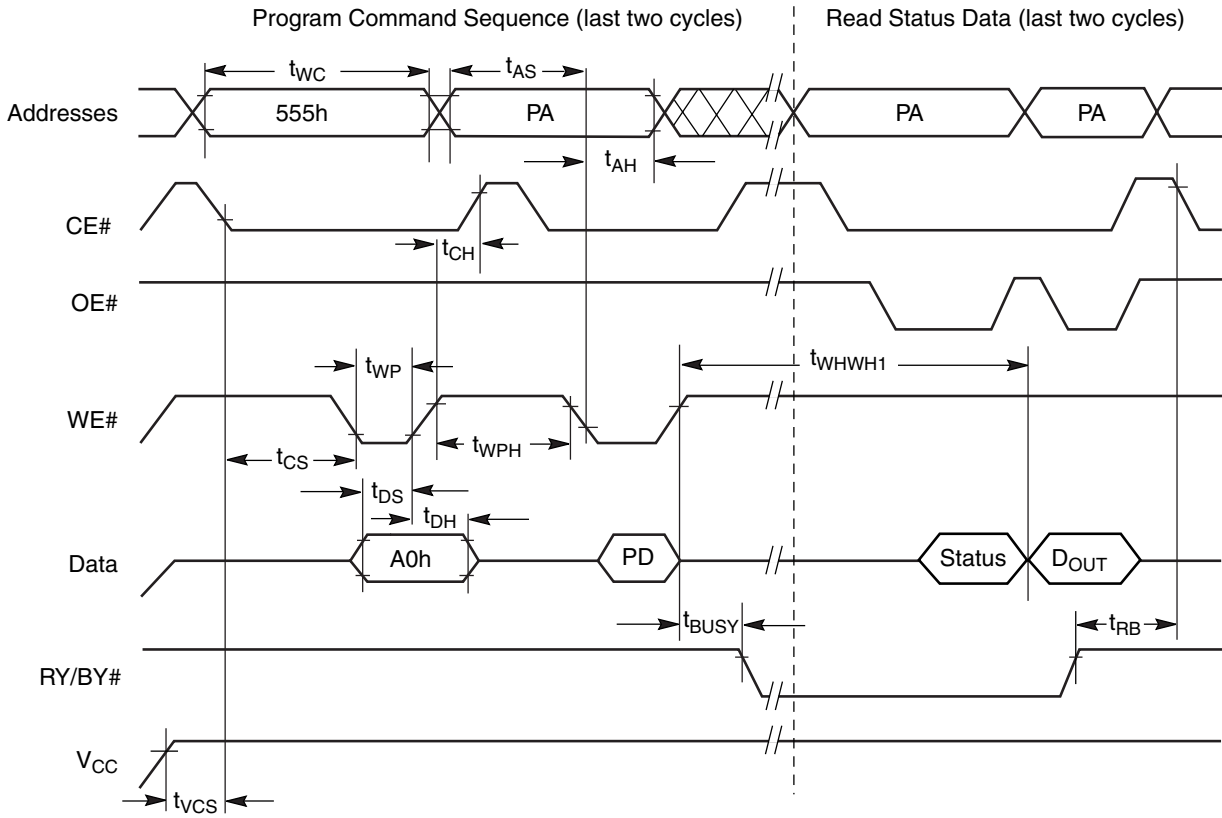 Program Command Sequence (last two cycles)
Read Status Data (last two cycles)
tWC
tAS
Addresses
555h
PA
PA
PA
tAH
CE#
tCH
OE#
tWP
tWHWH1
WE#
tWPH
tCS
tDS
tDH
Data
A0h
PD
Status
DOUT
tBUSY
tRB
RY/BY#
VCC
tVCS